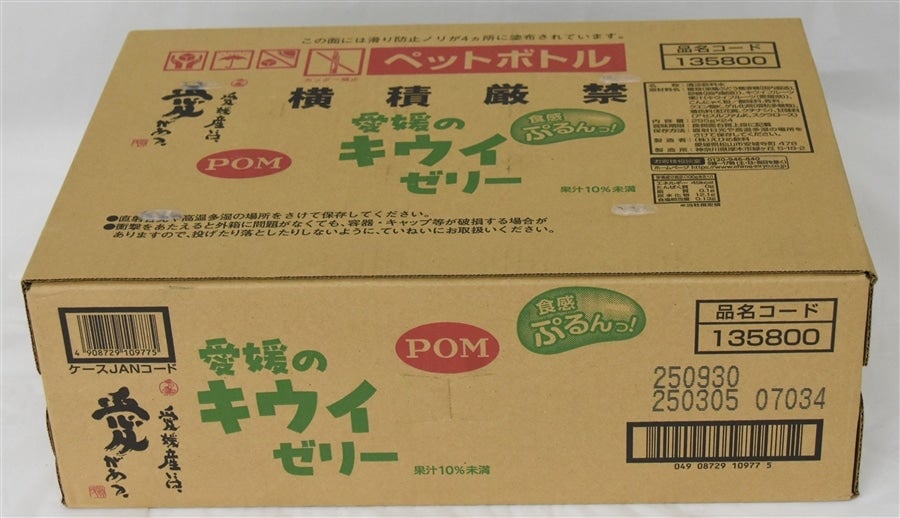 この面には滑り防止ノリが4ヵ所に塗布されています。
ペットボトル
品名コード
135800
横積厳禁
愛媛産には、
愛がある
POM
愛媛の
キウイ
ゼリー
食感
ぷるんっ!
果汁10%未満
お客様相談室
●直射日光や高温多湿の場所をさけて保存してください。
●衝撃をあたえると外箱に問題がなくても、容器・キャップ等が破損する場合が
ありますので、投げたり落としたりしないように、ていねいにお取扱いください。
4 908729 109775
ケースJANコード
愛媛産には、
愛がある
愛媛の
キウイ
ゼリー
POM
食感
ぷるんっ!
果汁10%未満
品名コード
135800
250930
250305 07034
049 08729 10977 5